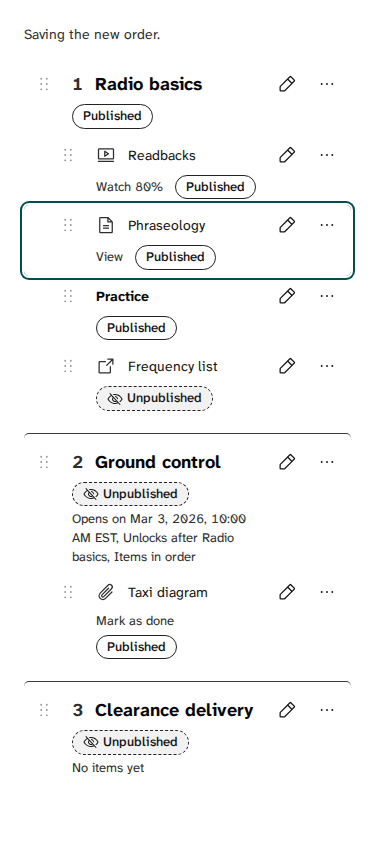 Saving the new order.
1 Radio basics
Published
Readbacks
Watch 80% Published
Phraseology
View Published
Practice
Published
Frequency list
Unpublished
2 Ground control
Unpublished
Opens on Mar 3, 2026, 10:00
AM EST, Unlocks after Radio
basics, Items in order
Taxi diagram
Mark as done
Published
3 Clearance delivery
Unpublished
No items yet